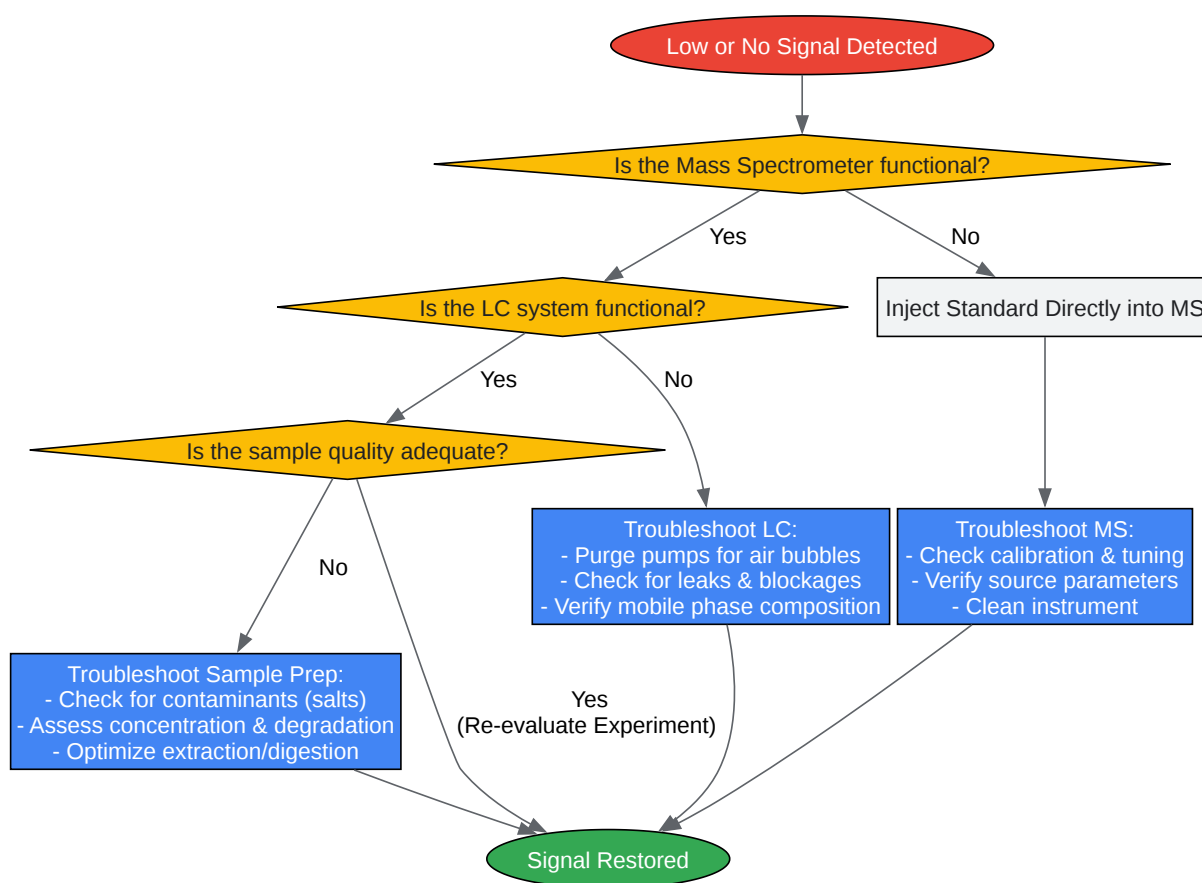 Low or No Signal Detected
Is the Mass Spectrometer functional?
Yes
No
Is the LC system functional?
Inject Standard Directly into MS
Yes
No
Is the sample quality adequate?
Troubleshoot LC:
- Purge pumps for air bubbles
- Check for leaks & blockages
- Verify mobile phase composition
Troubleshoot MS:
- Check calibration & tuning
- Verify source parameters
- Clean instrument
No
Troubleshoot Sample Prep:
- Check for contaminants (salts)
- Assess concentration & degradation
- Optimize extraction/digestion
Yes
(Re-evaluate Experiment)
Signal Restored